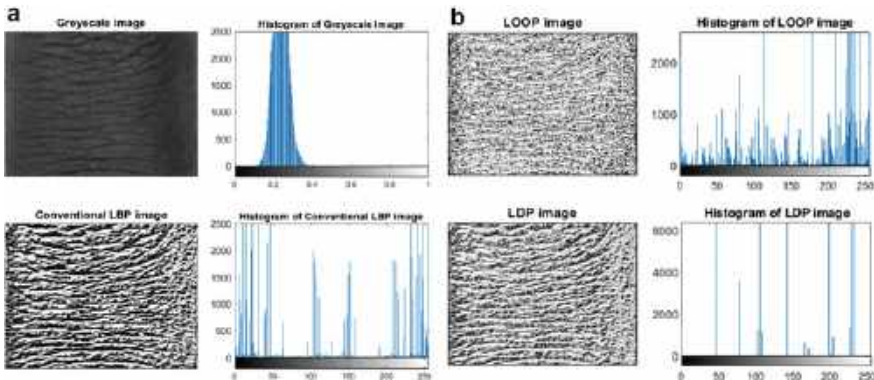 a
Greyscale Image
Histogram of Greyscale Image
b
LOOP image
Histogram of LOOP image
2500
2000
1500
1000
500
0
0 0.2 0.4 0.6 0.8 1
2000
1000
0
0 50 100 150 200 250
Conventional LBP image
Histogram of Conventional LBP image
LDP image
Histogram of LDP image
2500
2000
1500
1000
500
0
0 50 100 150 200 250
6000
4000
2000
0
0 50 100 150 200 250